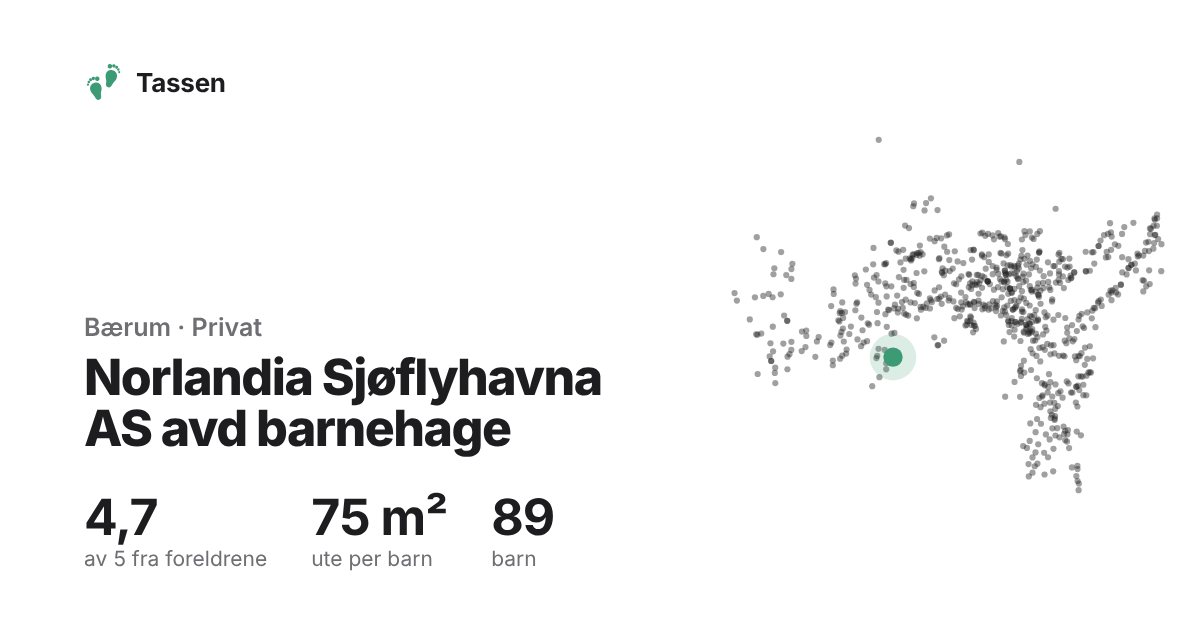 Tassen
Bærum · Privat
Norlandia Sjøflyhavna
AS avd barnehage
4,7
av 5 fra foreldrene
75 m²
ute per barn
89
barn